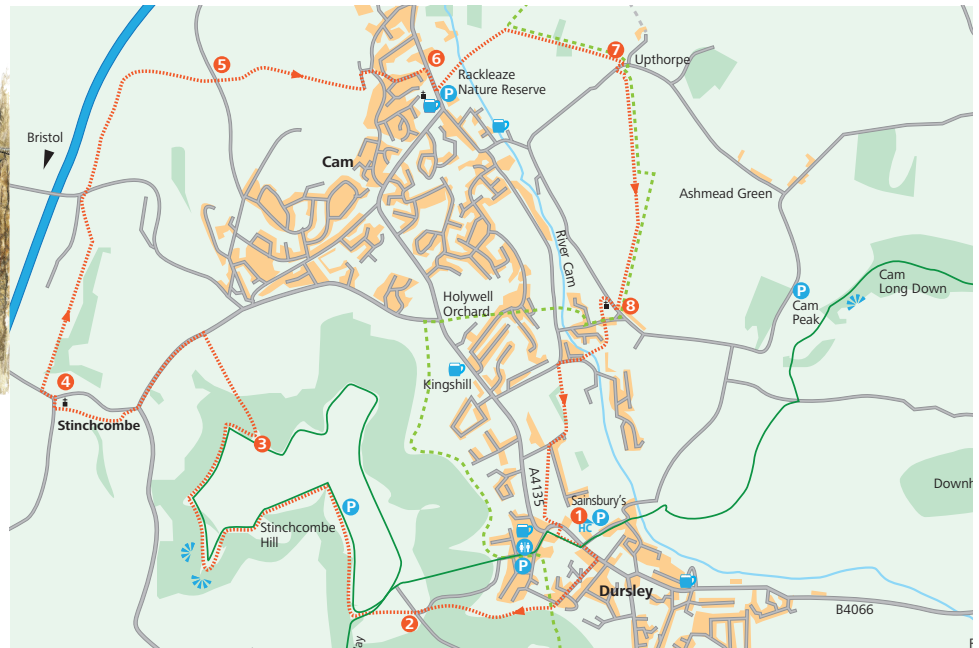 5
6
7
Rackleaze
Nature Reserve
P
Upthorpe
Bristol
Cam
Ashmead Green
River Cam
Cam
Long Down
P
Cam
Peak
Holywell
Orchard
8
Kingshill
4
Stinchcombe
3
A4135
Sainsbury's
1
P
HC
P
Stinchcombe
Hill
P
Dursley
B4066
2